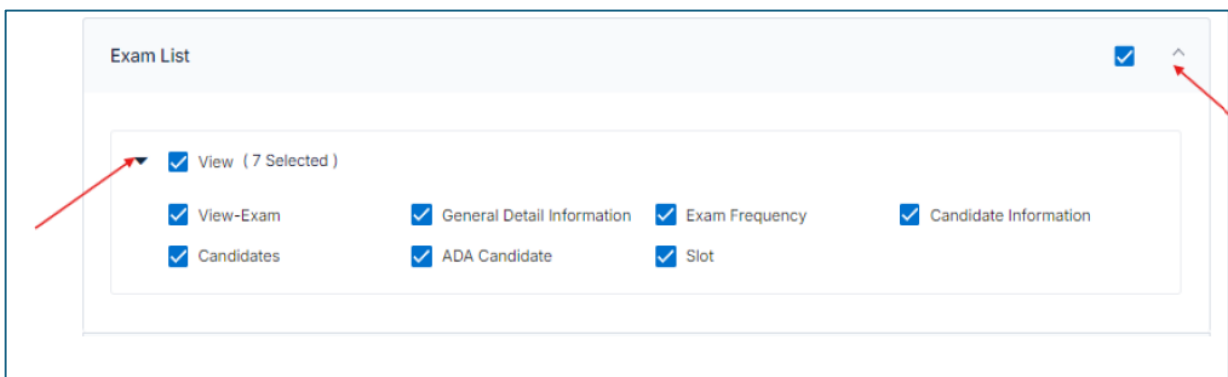 Exam List
View ( 7 Selected )
View-Exam General Detail Information Exam Frequency Candidate Information
Candidates ADA Candidate Slot